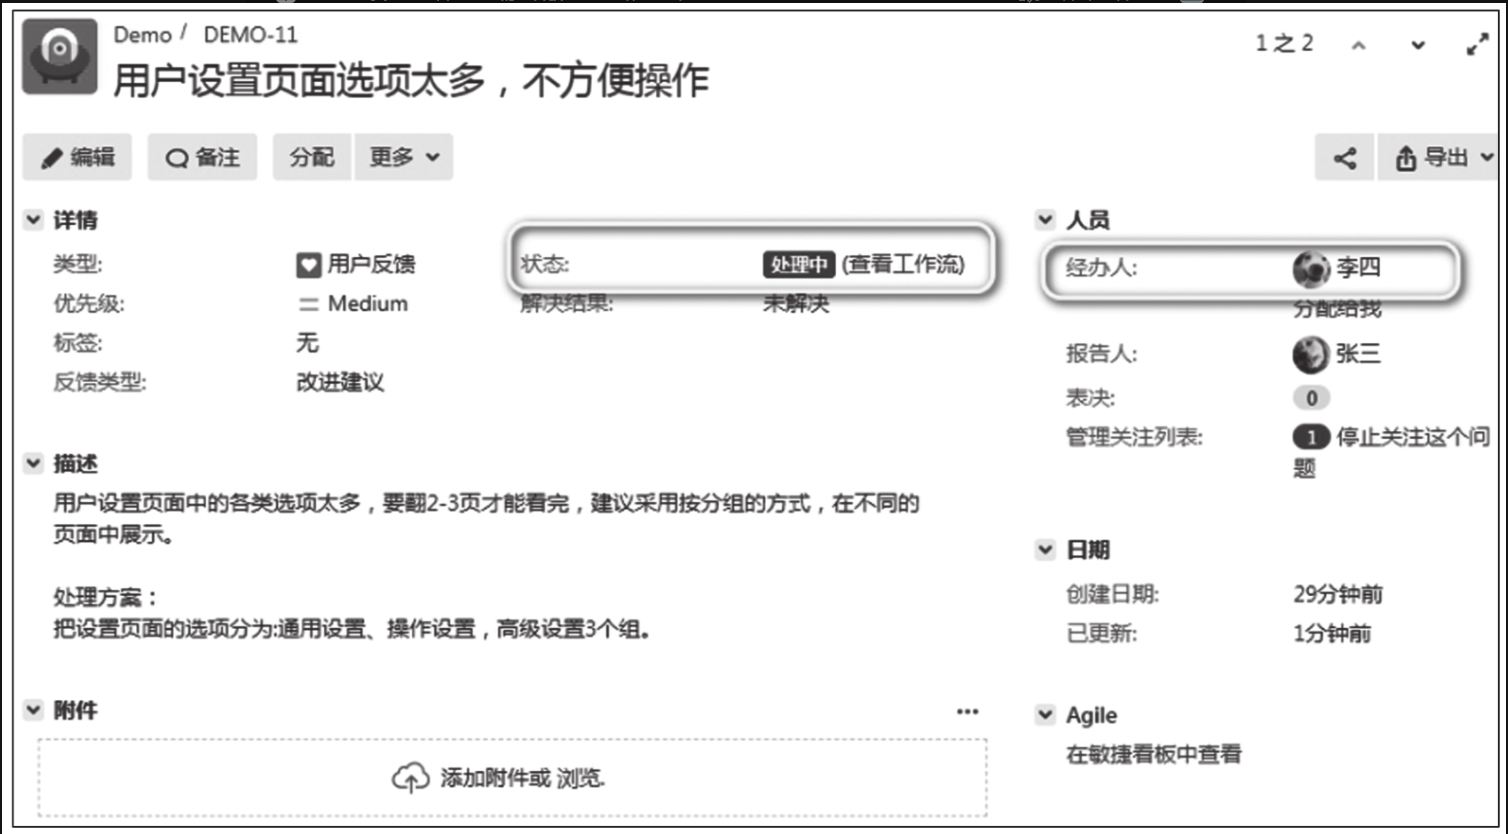 Demo / DEMO-11
1 之 2
用户设置页面选项太多，不方便操作
编辑 备注 分配 更多
导出
详情
类型: 用户反馈
状态: 处理中 (查看工作流)
优先级: Medium
解决结果: 未解决
标签: 无
反馈类型: 改进建议
描述
用户设置页面中的各类选项太多，要翻2-3页才能看完，建议采用按分组的方式，在不同的
页面中展示。
处理方案：
把设置页面的选项分为:通用设置、操作设置，高级设置3个组。
附件
添加附件或 浏览.
人员
经办人: 李四
分配给我
报告人: 张三
表决: 0
管理关注列表: 1 停止关注这个问
题
日期
创建日期: 29分钟前
已更新: 1分钟前
Agile
在敏捷看板中查看